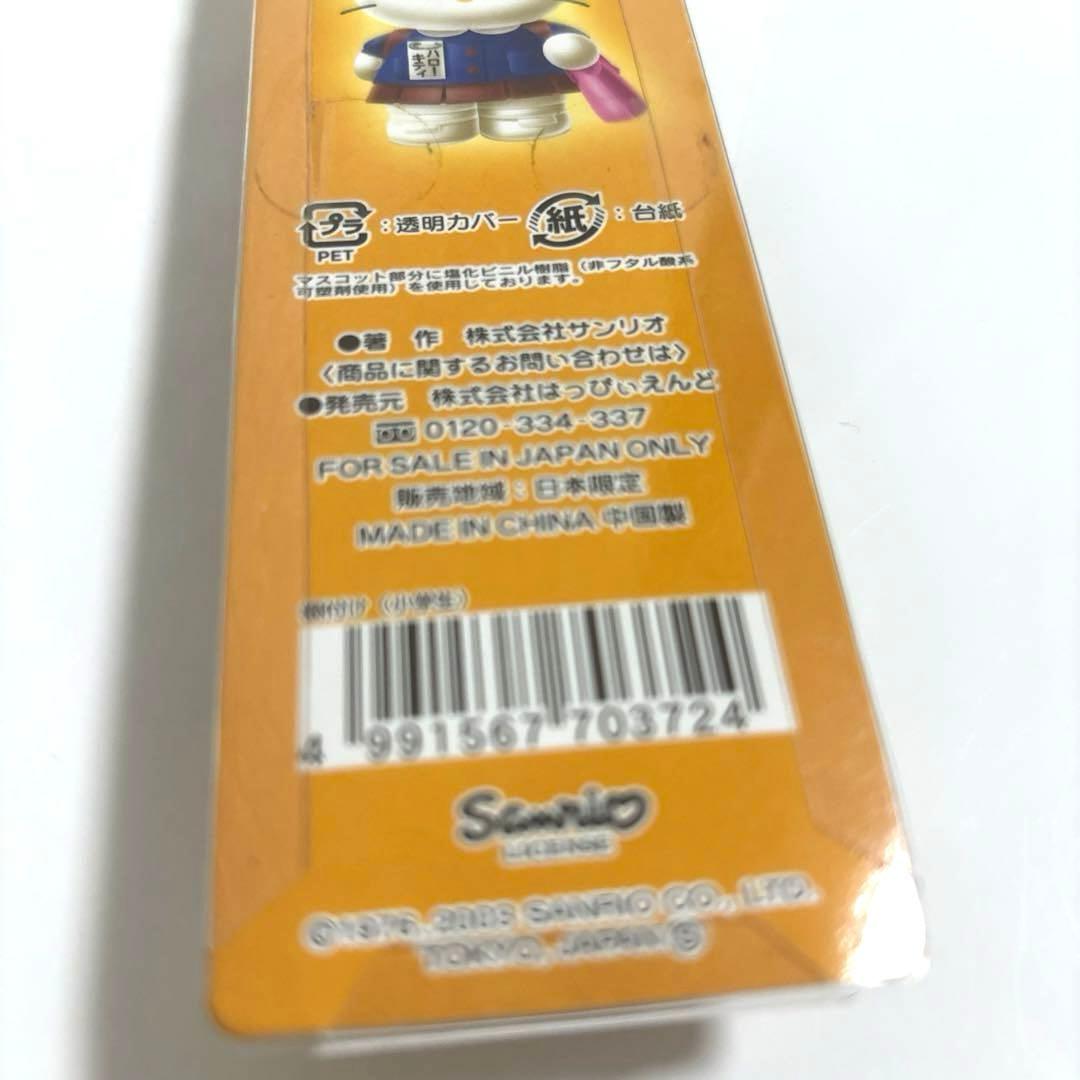 ハロー
キティ
プラ
PET
：透明カバー
紙
：台紙
マスコット部分に塩化ビニル樹脂（非フタル酸系
可塑剤使用）を使用しております。
●著　作　株式会社サンリオ
〈商品に関するお問い合わせは〉
●発売元　株式会社はっぴぃえんど
0120-334-337
FOR SALE IN JAPAN ONLY
販売地域：日本限定
MADE IN CHINA 中国製
根付け（小学生）
4 991567 703724
Sanrio
LICENSE
SANRIO CO., LTD.
TOKYO, JAPAN